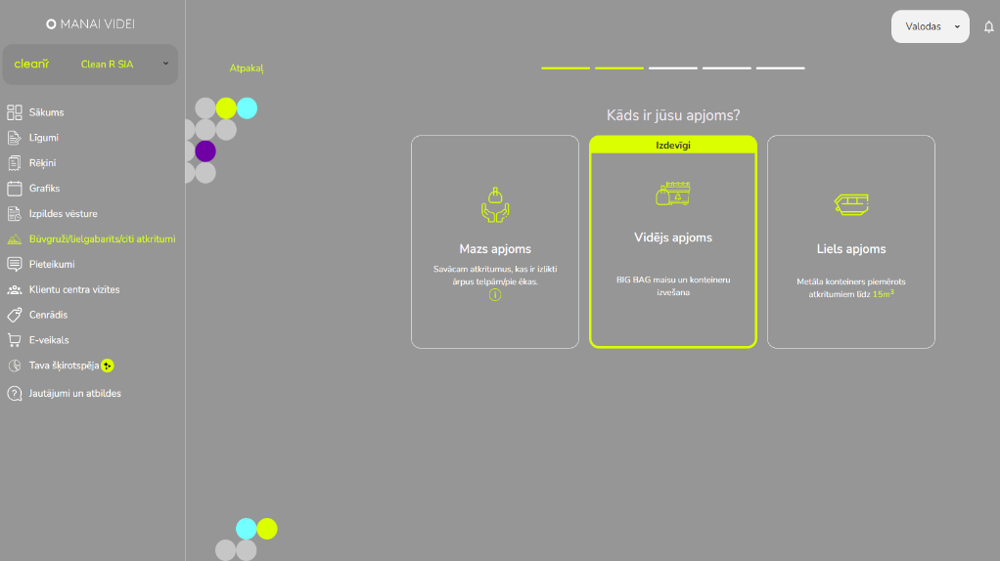 MANAI VIDEI
cleanR
Clean R SIA
Sākums
Līgumi
Rēķini
Grafiks
Izpildes vēsture
Būvgruži/lielgabarīts/citi atkritumi
Pieteikumi
Klientu centra vizītes
Cenrādis
E-veikals
Tava šķirotspēja
Jautājumi un atbildes
Valodas
Atpakaļ
Kāds ir jūsu apjoms?
Mazs apjoms
Savācam atkritumus, kas ir izlikti
ārpus telpām/pie ēkas.
Izdevīgi
Vidējs apjoms
BIG BAG maisu un konteineru
izvešana
Liels apjoms
Metāla konteiners piemērots
atkritumiem līdz 15m³